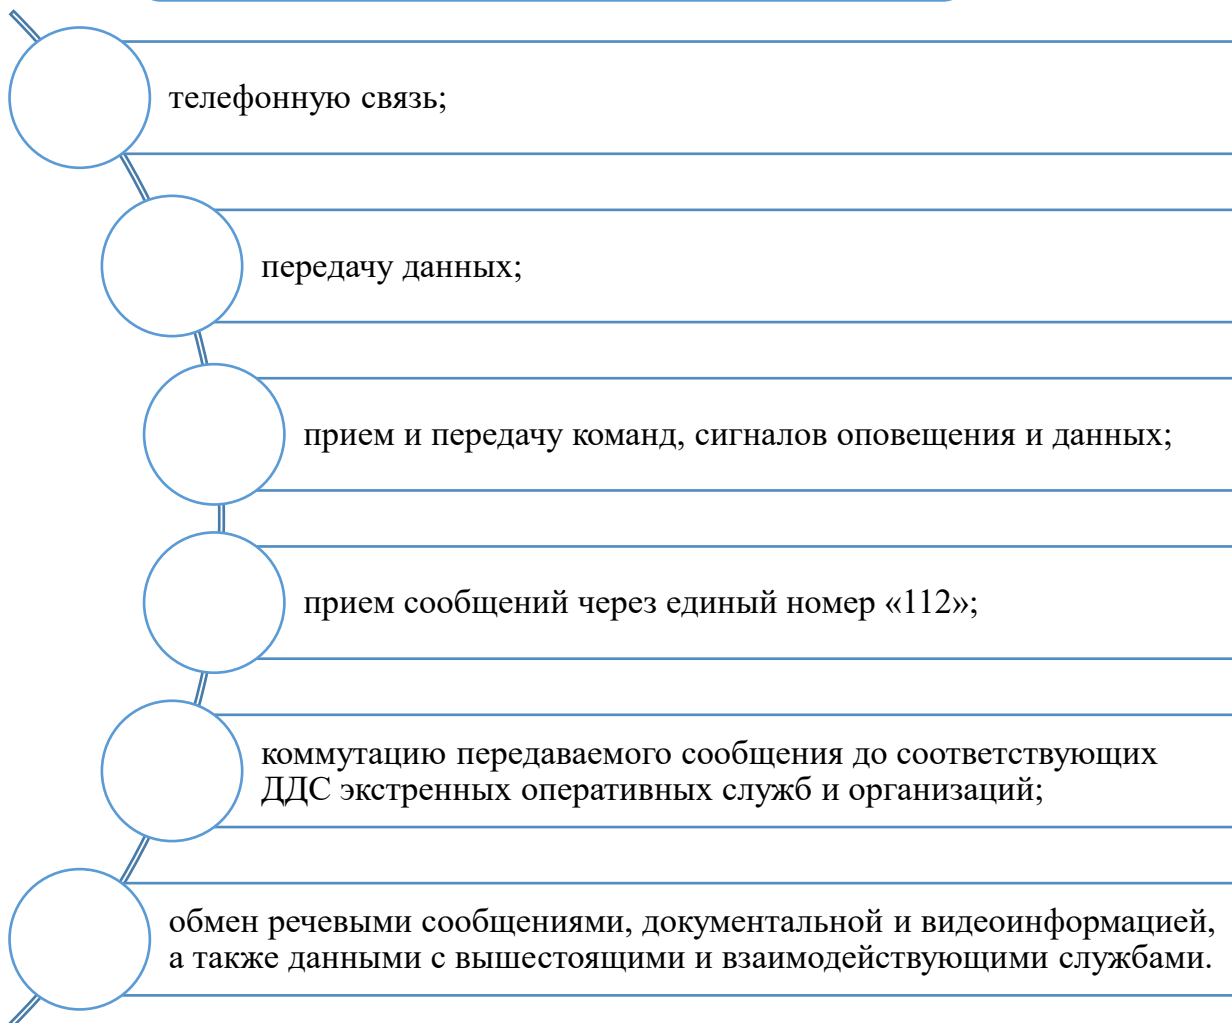 телефонную связь;
передачу данных;
прием и передачу команд, сигналов оповещения и данных;
прием сообщений через единый номер «112»;
коммутацию передаваемого сообщения до соответствующих
ДДС экстренных оперативных служб и организаций;
обмен речевыми сообщениями, документальной и видеоинформацией,
а также данными с вышестоящими и взаимодействующими службами.